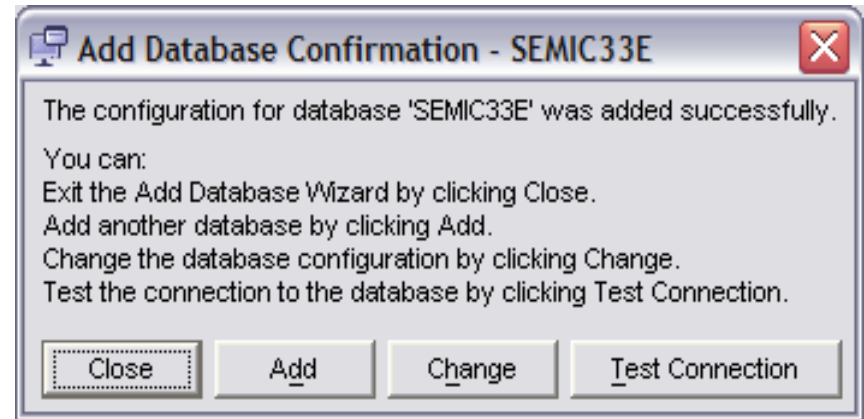 Add Database Confirmation - SEMIC33E
The configuration for database 'SEMIC33E' was added successfully.
You can:
Exit the Add Database Wizard by clicking Close.
Add another database by clicking Add.
Change the database configuration by clicking Change.
Test the connection to the database by clicking Test Connection.
Close Add Change Test Connection